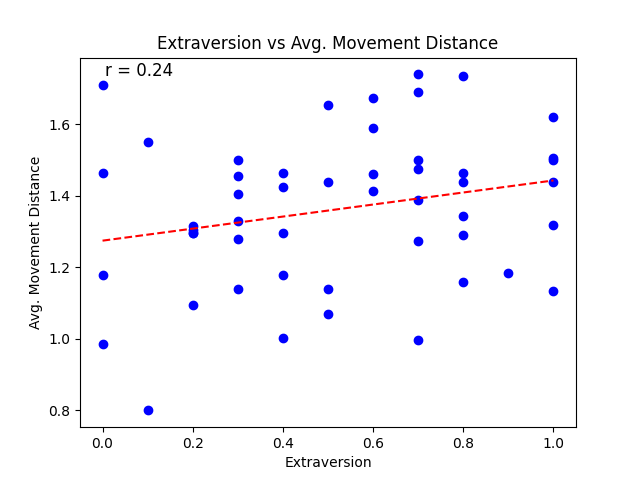 Extraversion vs Avg. Movement Distance
r = 0.24
1.6
1.4
1.2
1.0
0.8
Avg. Movement Distance
0.0 0.2 0.4 0.6 0.8 1.0
Extraversion